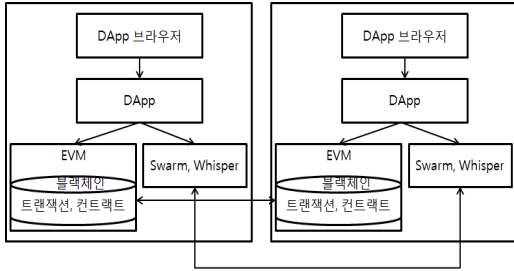 DApp 브라우저
DApp
EVM
Swarm, Whisper
블랙체인
트랜잭션, 컨트랙트
DApp 브라우저
DApp
EVM
Swarm, Whisper
블랙체인
트랜잭션, 컨트랙트